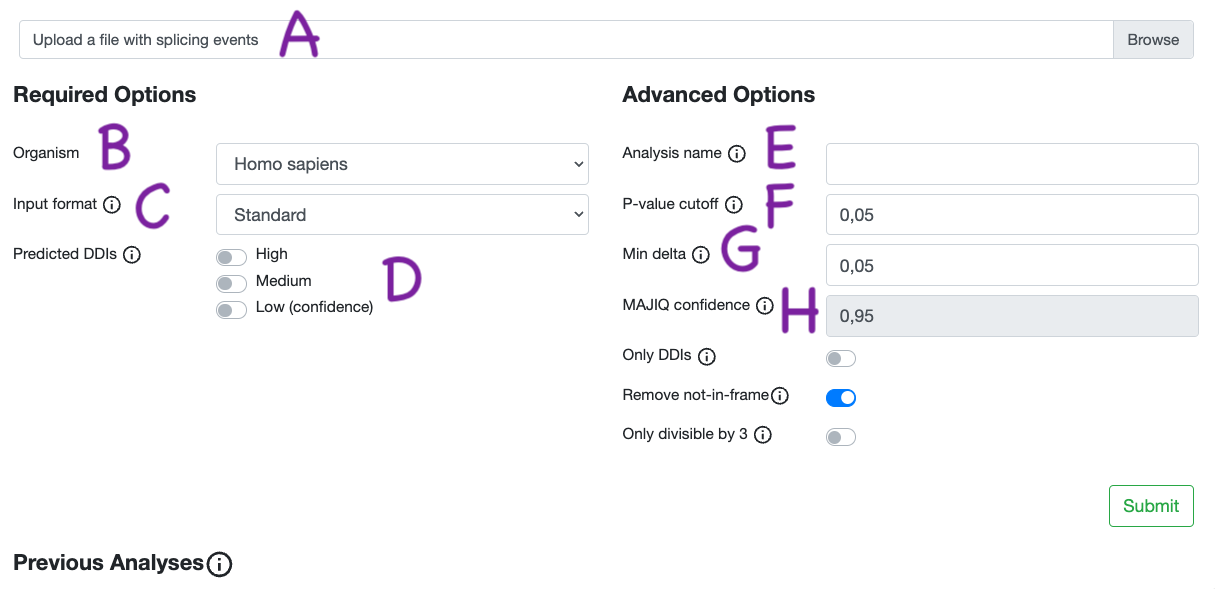 Upload a file with splicing events A Browse
Required Options
Organism B Homo sapiens
Input format C Standard
Predicted DDIs High
Medium D
Low (confidence)
Advanced Options
Analysis name E
P-value cutoff F 0,05
Min delta G 0,05
MAJIQ confidence H 0,95
Only DDIs
Remove not-in-frame
Only divisible by 3
Submit
Previous Analyses